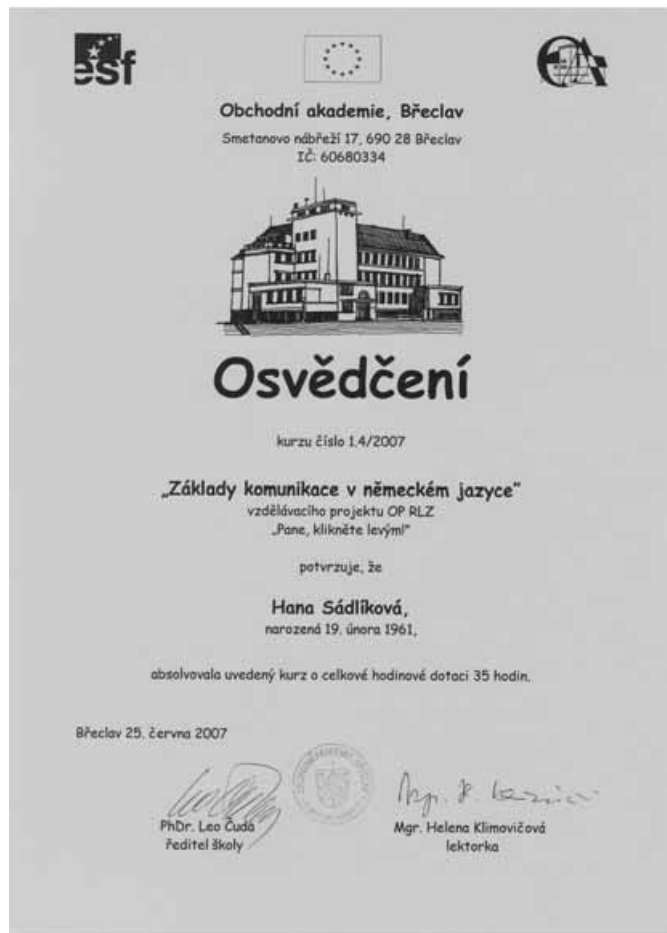 esf
Obchodní akademie, Břeclav
Smetanovo nábřeží 17, 690 28 Břeclav
IČ: 60680334
Osvědčení
kurzu číslo 1.4/2007
„Základy komunikace v německém jazyce"
vzdělávacího projektu OP RLZ
„Pane, klikněte levým!"
potvrzuje, že
Hana Sádlíková,
narozená 19. února 1961,
absolvovala uvedený kurz o celkové hodinové dotaci 35 hodin.
Břeclav 25. června 2007
PhDr. Leo Čuda
ředitel školy
Mgr. Helena Klimovičová
lektorka